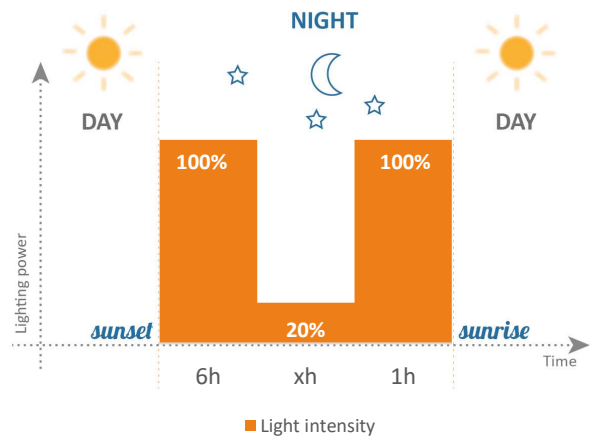 NIGHT
DAY
DAY
100%
100%
Lighting power
sunset
20%
sunrise
Time
6h
xh
1h
Light intensity